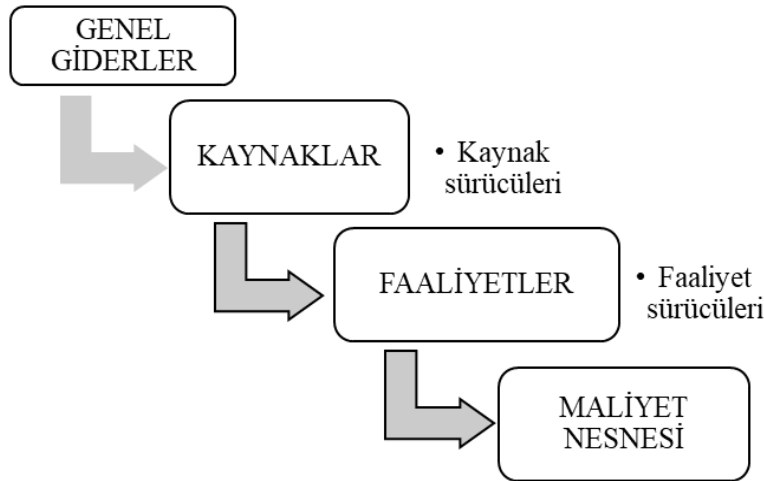 GENEL
GİDERLER
KAYNAKLAR
• Kaynak
sürücüleri
FAALİYETLER
• Faaliyet
sürücüleri
MALİYET
NESNESİ